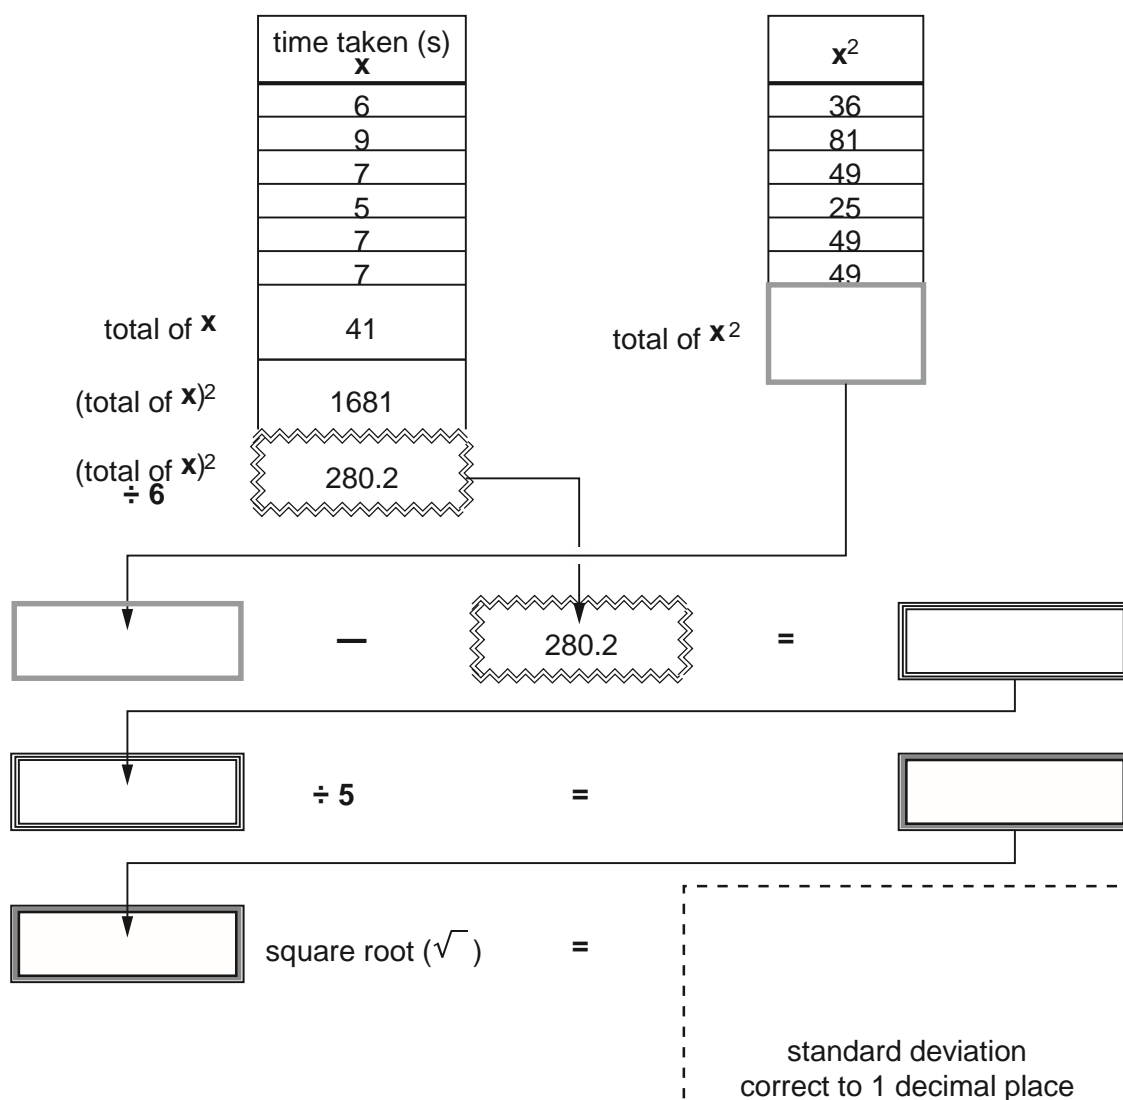 time taken (s)
x
x²
6
36
9
81
7
49
5
25
7
49
7
49
total of x
41
total of x²
(total of x)²
1681
(total of x)²
÷ 6
280.2
–
280.2
=
÷ 5
=
square root (√ )
=
standard deviation
correct to 1 decimal place